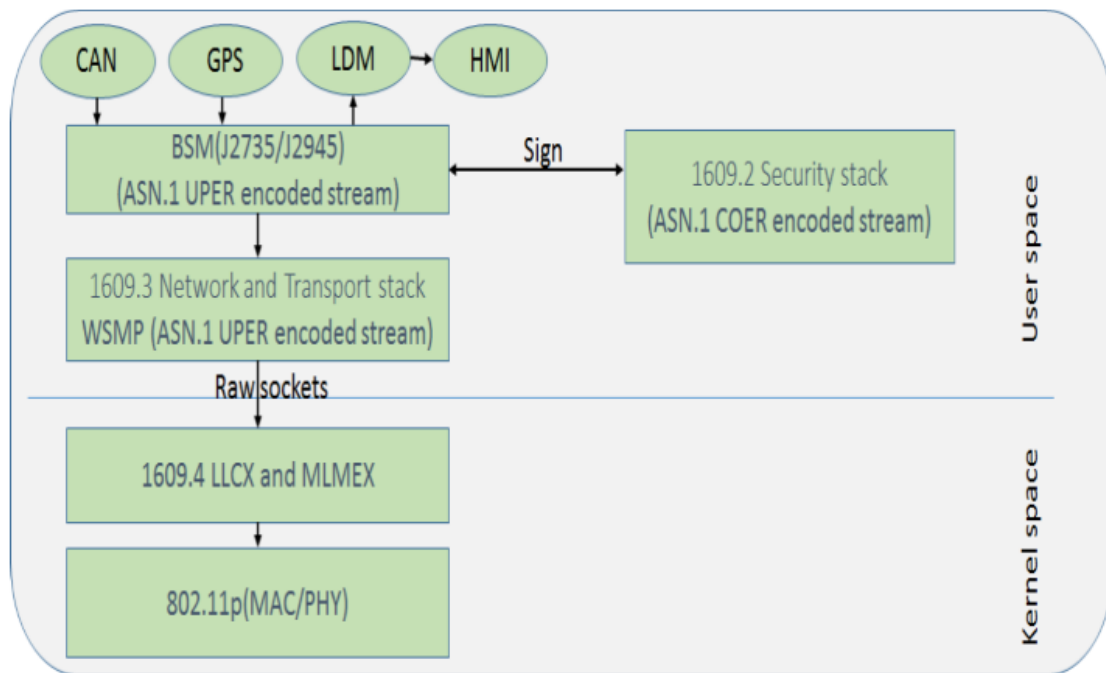 CAN
GPS
LDM
HMI
BSM(J2735/J2945)
(ASN.1 UPER encoded stream)
Sign
1609.2 Security stack
(ASN.1 COER encoded stream)
User space
1609.3 Network and Transport stack
WSMP (ASN.1 UPER encoded stream)
Raw sockets
1609.4 LLCX and MLMEX
802.11p(MAC/PHY)
Kernel space